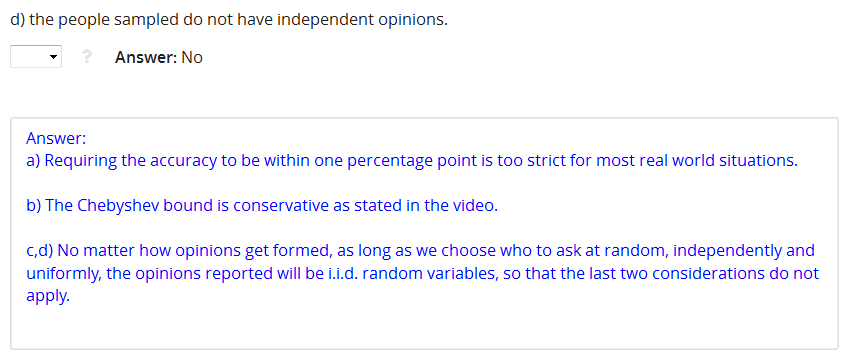 d) the people sampled do not have independent opinions.
? Answer: No
Answer:
a) Requiring the accuracy to be within one percentage point is too strict for most real world situations.
b) The Chebyshev bound is conservative as stated in the video.
c,d) No matter how opinions get formed, as long as we choose who to ask at random, independently and
uniformly, the opinions reported will be i.i.d. random variables, so that the last two considerations do not
apply.